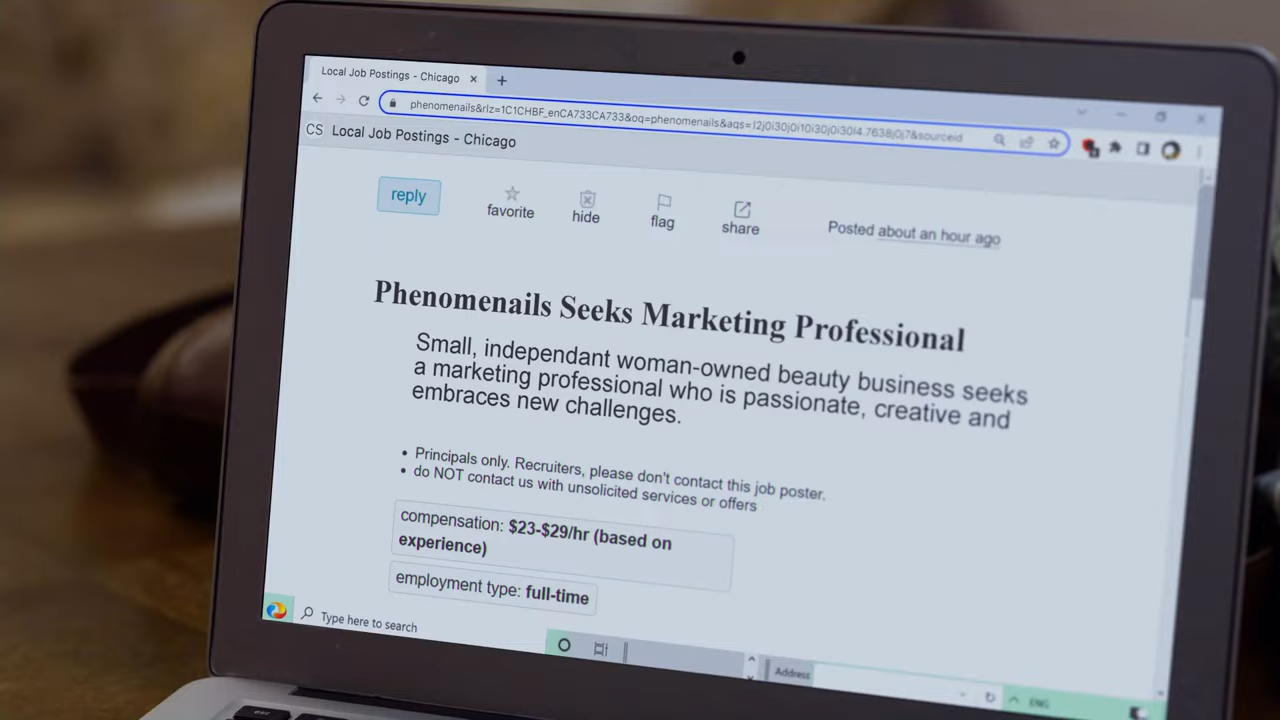 Local Job Postings - Chicago
phenomenails&rlz=1C1CHBF_enCA733CA733&oq=phenomenails&aqs=12j0i30j0i10i30j0i30l4.7638j0j7&sourceid
CS Local Job Postings - Chicago
reply
favorite
hide
flag
share
Posted about an hour ago
Phenomenails Seeks Marketing Professional
Small, independant woman-owned beauty business seeks
a marketing professional who is passionate, creative and
embraces new challenges.
Principals only. Recruiters, please don't contact this job poster.
do NOT contact us with unsolicited services or offers
compensation: $23-$29/hr (based on
experience)
employment type: full-time
Type here to search
Address
ENG
esc